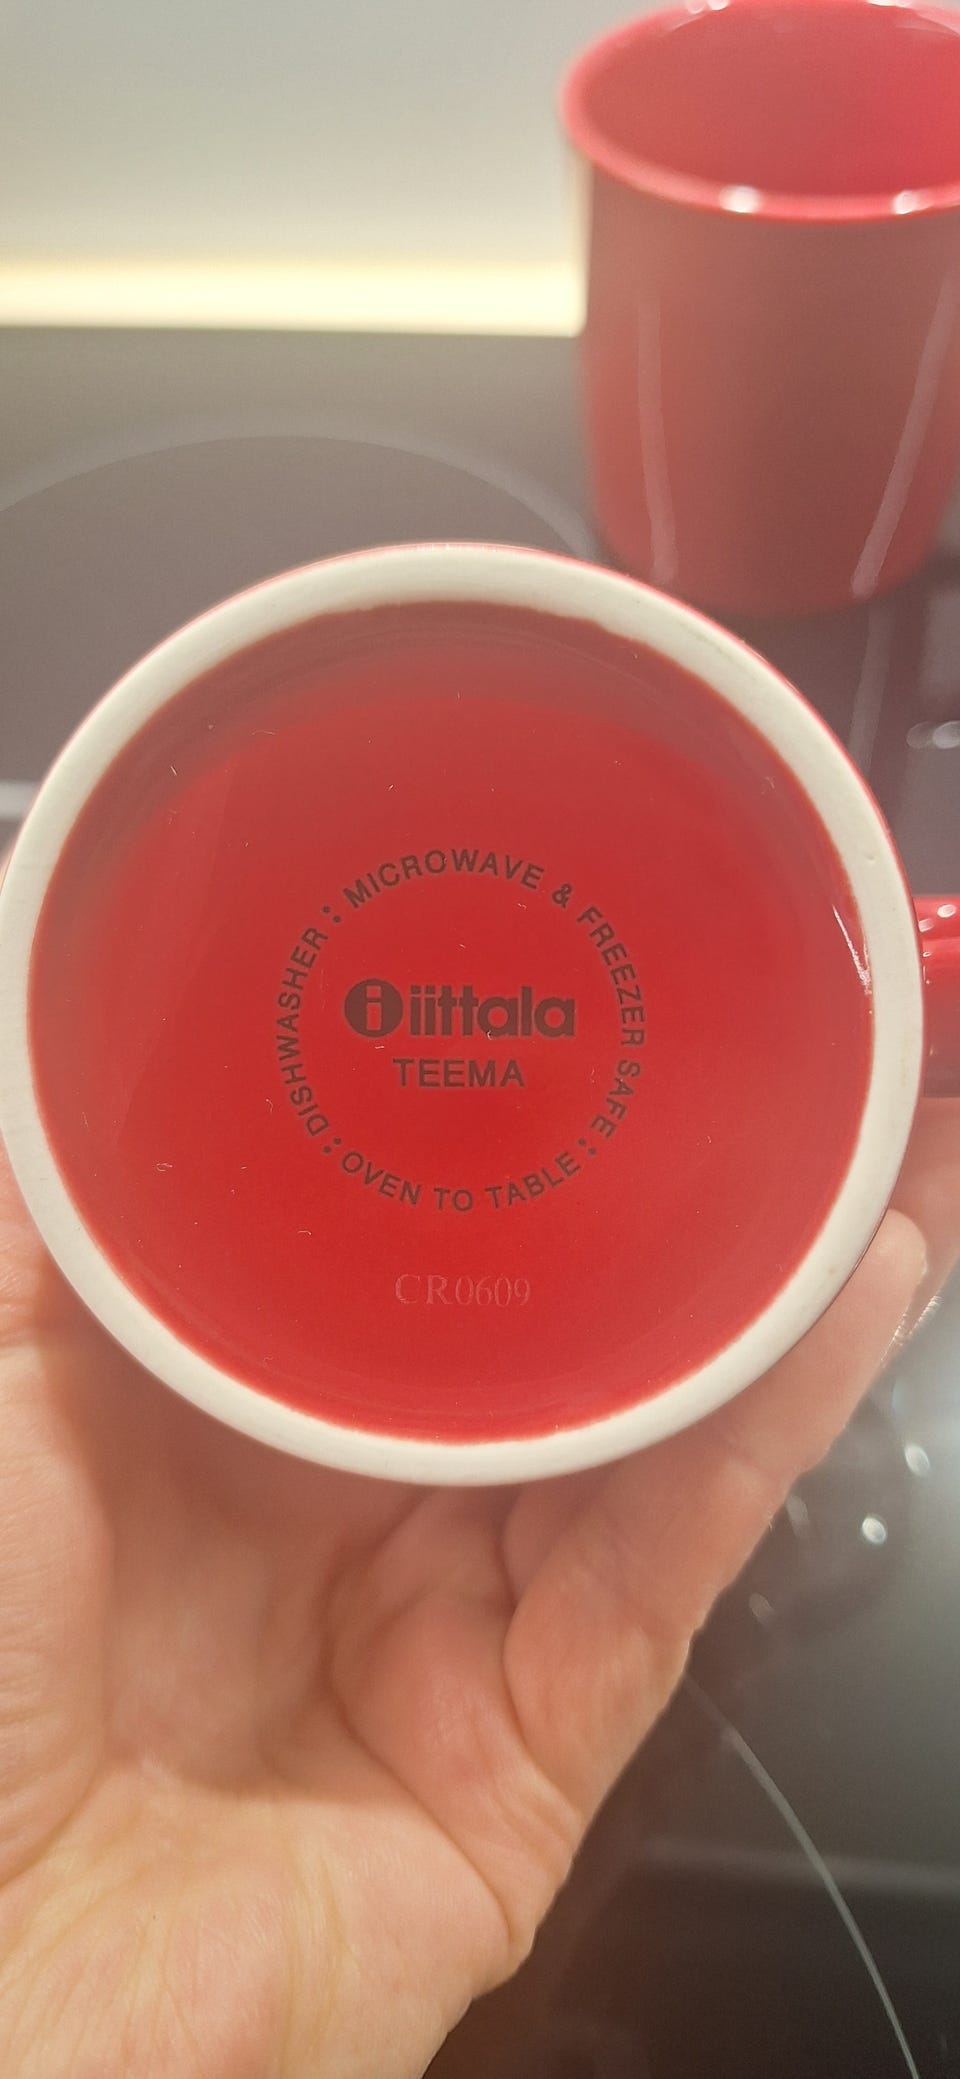 MICROWAVE & FREEZER SAFE : OVEN TO TABLE : DISHWASHER :
i iittala
TEEMA
CR0609